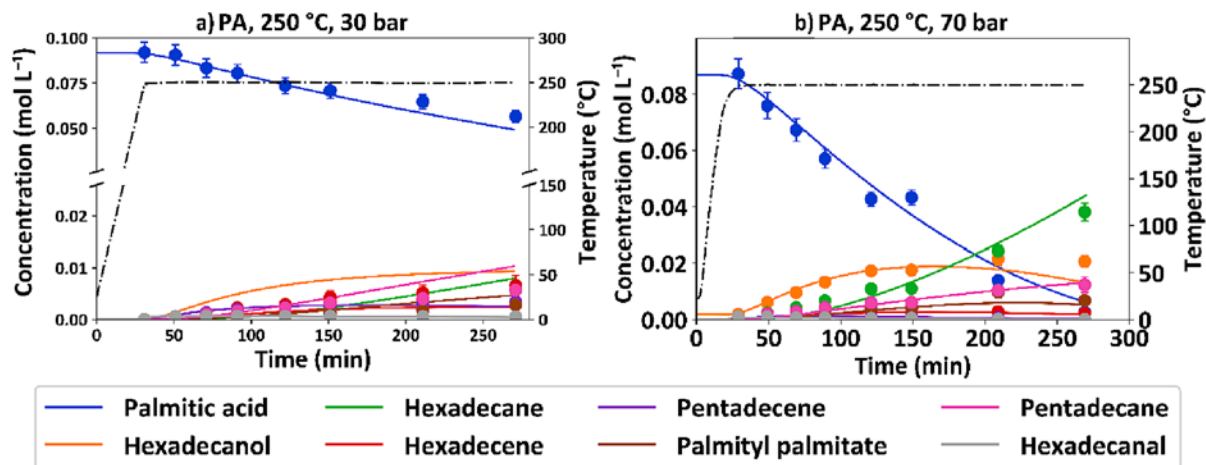 a) PA, 250 °C, 30 bar
b) PA, 250 °C, 70 bar
Concentration (mol L⁻¹)
0.100
0.075
0.050
0.02
0.01
0.00
300
250
200
150
100
50
0
Temperature (°C)
0 50 100 150 200 250
Time (min)
Concentration (mol L⁻¹)
0.08
0.06
0.04
0.02
0.00
250
200
150
100
50
0
Temperature (°C)
0 50 100 150 200 250 300
Time (min)
Palmitic acid Hexadecane Pentadecene Pentadecane
Hexadecanol Hexadecene Palmityl palmitate Hexadecanal